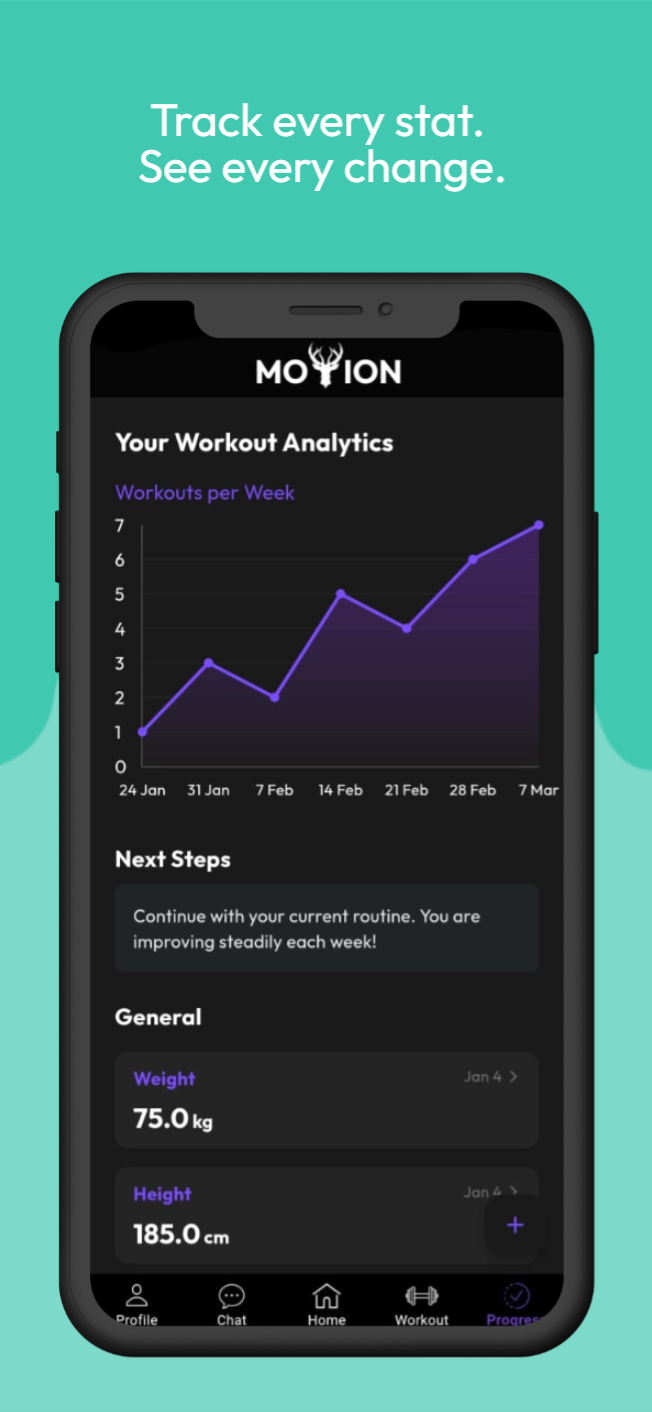 Track every stat.
See every change.
MOTION
Your Workout Analytics
Workouts per Week
7
6
5
4
3
2
1
0
24 Jan 31 Jan 7 Feb 14 Feb 21 Feb 28 Feb 7 Mar
Next Steps
Continue with your current routine. You are
improving steadily each week!
General
Weight Jan 4 >
75.0 kg
Height Jan 4 >
185.0 cm
+
Profile Chat Home Workout Progres